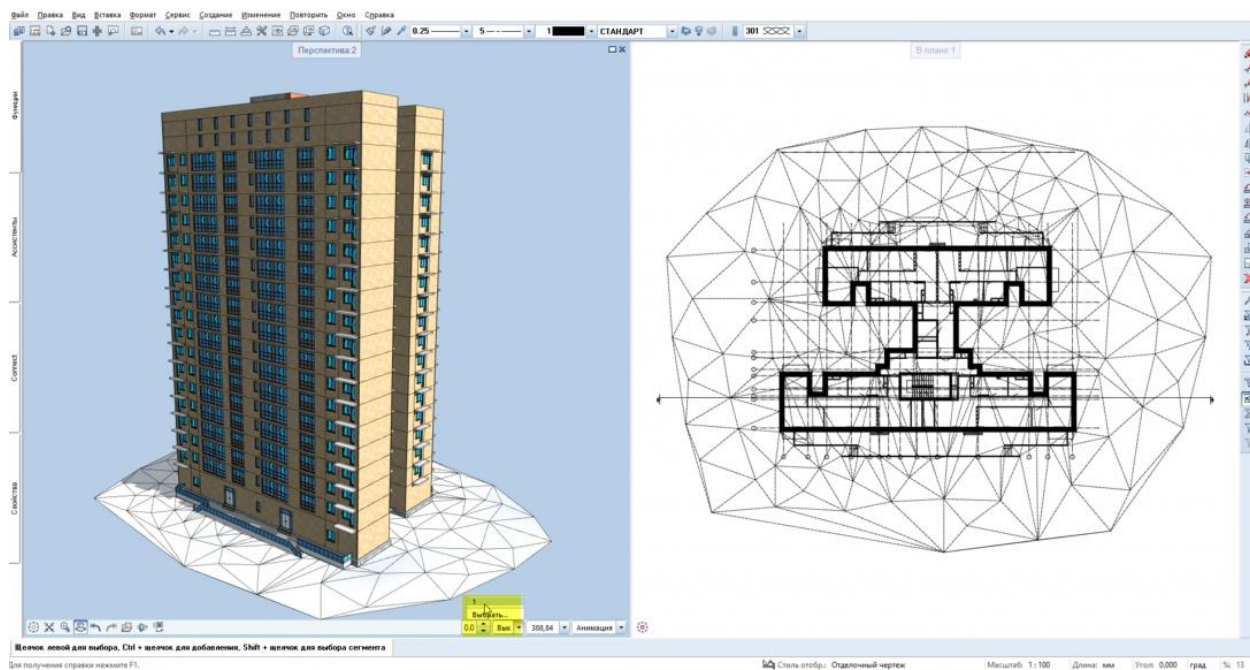 Файл Правка Вид Вставка Формат Сервис Создание Изменение Повторить Окно Справка
0.25 5 1 СТАНДАРТ 301
Перспектива:2
В плане:1
Функции
Ассистенты
Connect
Свойства
1
Выбрать...
0.0 Вык 388,84 Анимация
Щелчок левой для выбора, Ctrl + щелчок для добавления, Shift + щелчок для выбора сегмента
Для получения справки нажмите F1.
Стиль отобр.: Отделочный чертеж Масштаб: 1 : 100 Длина: мм Угол: 0.000 град %: 13